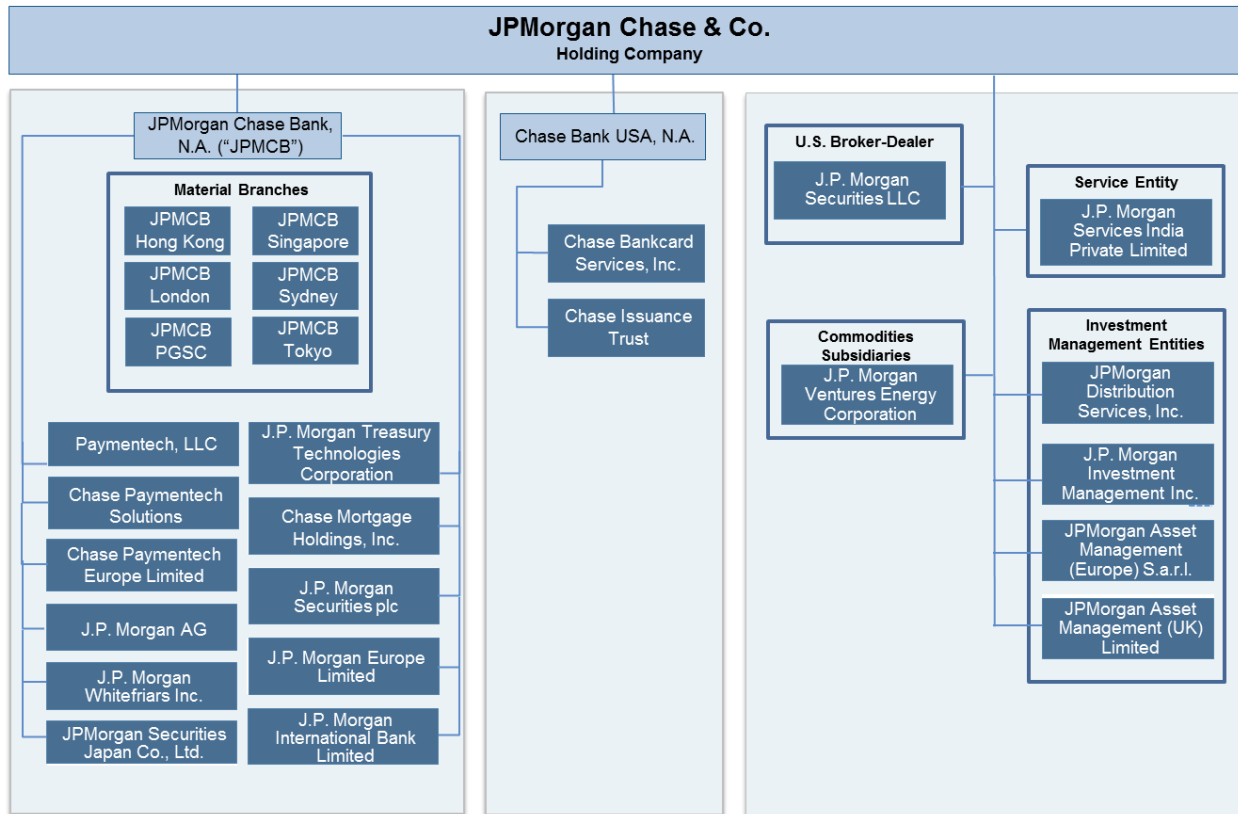 JPMorgan Chase & Co.
Holding Company
JPMorgan Chase Bank,
N.A. (“JPMCB”)
Material Branches
JPMCB
Hong Kong
JPMCB
Singapore
JPMCB
London
JPMCB
Sydney
JPMCB
PGSC
JPMCB
Tokyo
Paymentech, LLC
Chase Paymentech
Solutions
Chase Paymentech
Europe Limited
J.P. Morgan AG
J.P. Morgan
Whitefriars Inc.
JPMorgan Securities
Japan Co., Ltd.
J.P. Morgan Treasury
Technologies
Corporation
Chase Mortgage
Holdings, Inc.
J.P. Morgan
Securities plc
J.P. Morgan Europe
Limited
J.P. Morgan
International Bank
Limited
Chase Bank USA, N.A.
Chase Bankcard
Services, Inc.
Chase Issuance
Trust
U.S. Broker-Dealer
J.P. Morgan
Securities LLC
Commodities
Subsidiaries
J.P. Morgan
Ventures Energy
Corporation
Service Entity
J.P. Morgan
Services India
Private Limited
Investment
Management Entities
JPMorgan
Distribution
Services, Inc.
J.P. Morgan
Investment
Management Inc.
JPMorgan Asset
Management
(Europe) S.a.r.l.
JPMorgan Asset
Management (UK)
Limited